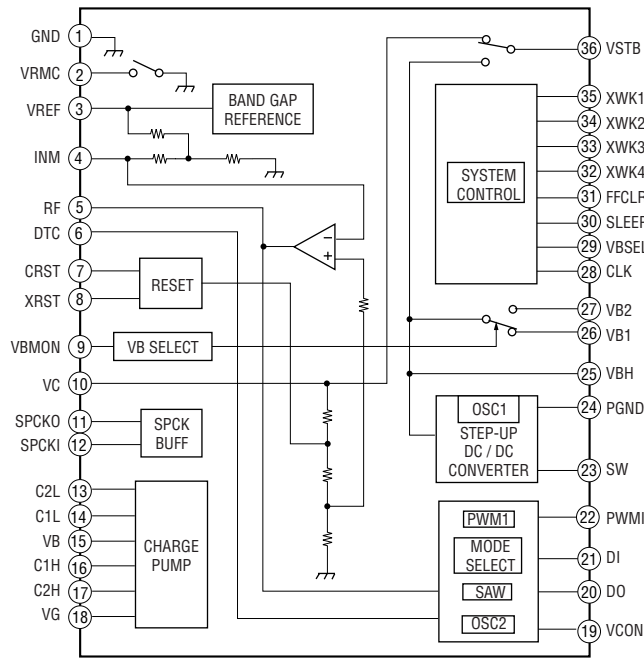 GND 1
VRMC 2
VREF 3
INM 4
RF 5
DTC 6
CRST 7
XRST 8
VBMON 9
VC 10
SPCKO 11
SPCKI 12
C2L 13
C1L 14
VB 15
C1H 16
C2H 17
VG 18
BAND GAP
REFERENCE
RESET
VB SELECT
SPCK
BUFF
CHARGE
PUMP
−
+
SYSTEM
CONTROL
OSC1
STEP-UP
DC / DC
CONVERTER
PWM1
MODE
SELECT
SAW
OSC2
36 VSTB
35 XWK1
34 XWK2
33 XWK3
32 XWK4
31 FFCLR
30 SLEEP
29 VBSEL
28 CLK
27 VB2
26 VB1
25 VBH
24 PGND
23 SW
22 PWMI
21 DI
20 DO
19 VCON